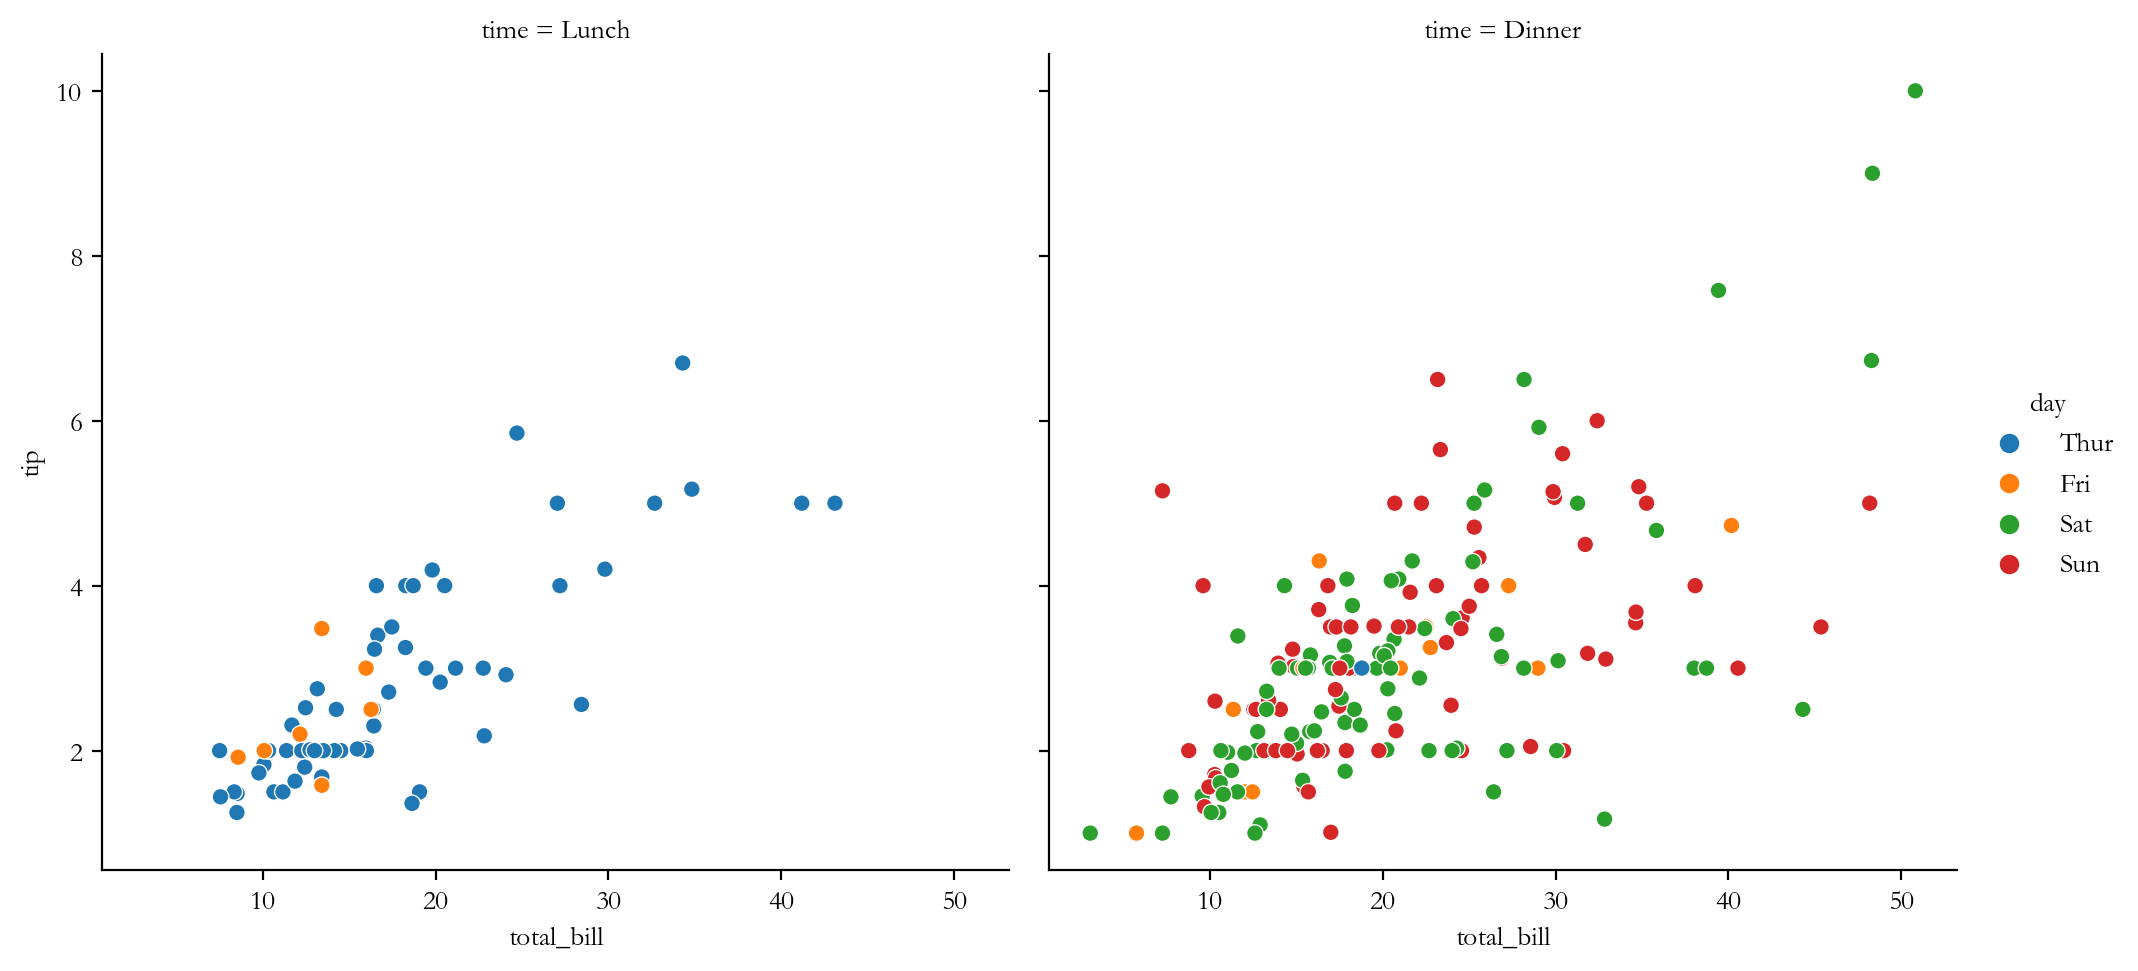 time = Lunch
time = Dinner
10
8
6
4
2
tip
10 20 30 40 50
total_bill
10 20 30 40 50
total_bill
day
Thur
Fri
Sat
Sun